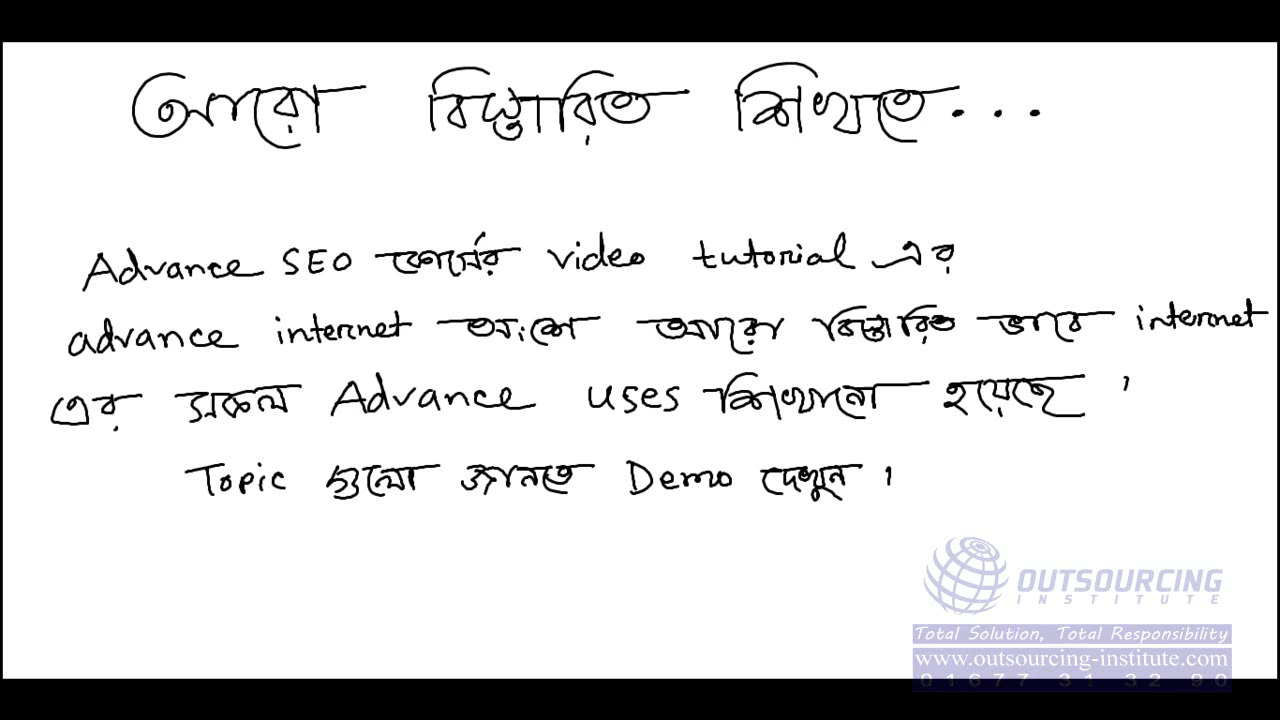 আরো বিস্তারিত শিখতে...
Advance SEO কোর্সের video tutorial এর
advance internet অংশে আরো বিস্তারিত ভাবে internet
এর সকল Advance uses শিখানো হয়েছে।
Topic গুলো জানতে Demo দেখুন।
OUTSOURCING
INSTITUTE
Total Solution, Total Responsibility
www.outsourcing-institute.com
01677 31 32 90